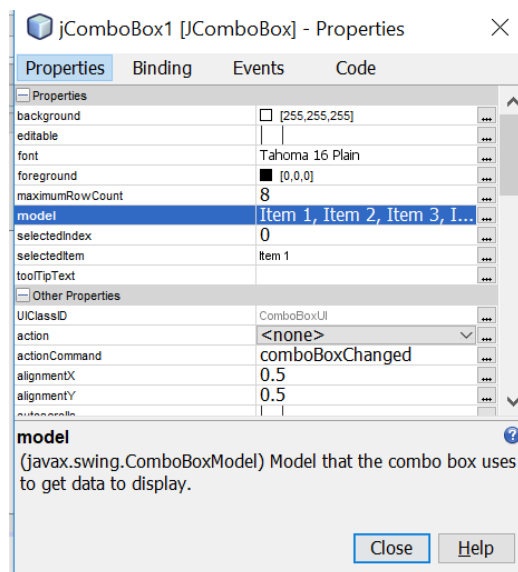 jComboBox1 [JComboBox] - Properties
Properties Binding Events Code
Properties
background [255,255,255] ...
editable ...
font Tahoma 16 Plain ...
foreground [0,0,0] ...
maximumRowCount 8 ...
model Item 1, Item 2, Item 3, I... ...
selectedIndex 0 ...
selectedItem Item 1 ...
toolTipText ...
Other Properties
UIClassID ComboBoxUI ...
action <none> ...
actionCommand comboBoxChanged ...
alignmentX 0.5 ...
alignmentY 0.5 ...
autoscrolls
model ?
(javax.swing.ComboBoxModel) Model that the combo box uses
to get data to display.
Close Help